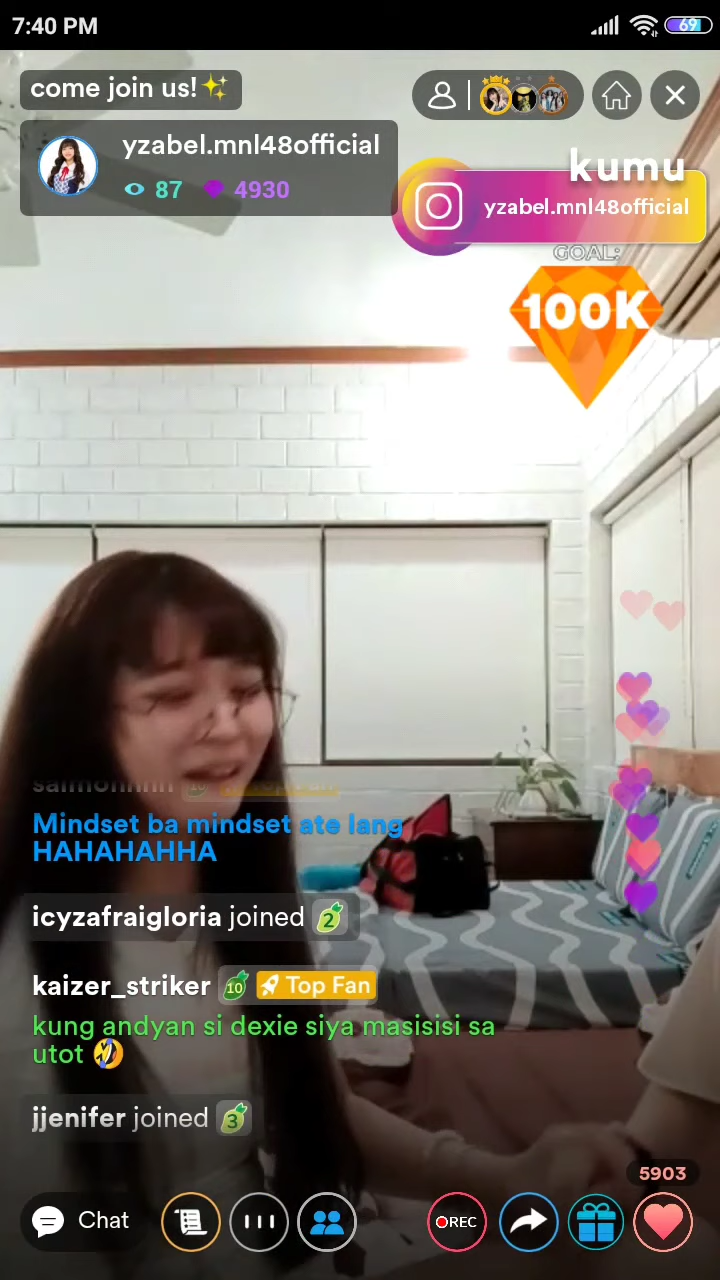 7:40 PM
69
come join us!✨
yzabel.mnl48official
87 4930
kumu
yzabel.mnl48official
GOAL:
100K
Mindset ba mindset ate lang
HAHAHAHHA
icyzafraigloria joined 2
kaizer_striker 10 Top Fan
kung andyan si dexie siya masisisi sa
utot 🤣
jjenifer joined 3
5903
Chat
REC